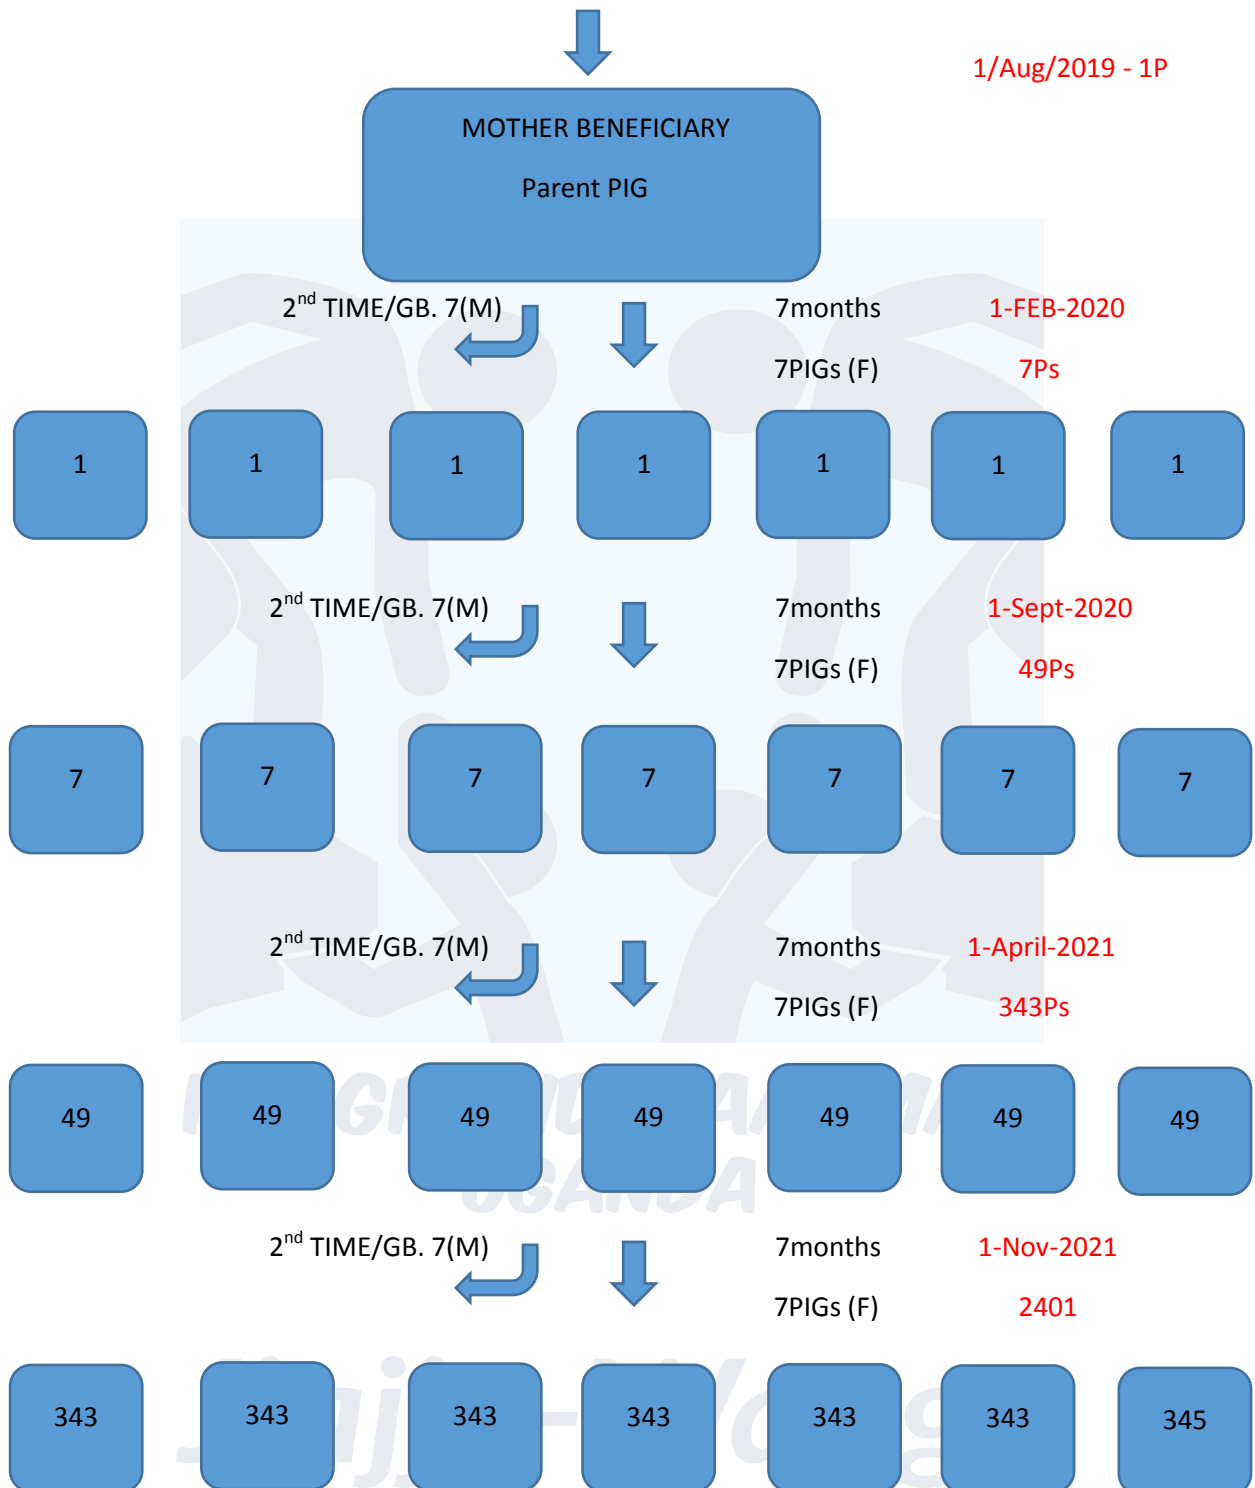 1/Aug/2019 - 1P
MOTHER BENEFICIARY
Parent PIG
2nd TIME/GB. 7(M) 7months 1-FEB-2020
7PIGs (F) 7Ps
1 1 1 1 1 1 1
2nd TIME/GB. 7(M) 7months 1-Sept-2020
7PIGs (F) 49Ps
7 7 7 7 7 7 7
2nd TIME/GB. 7(M) 7months 1-April-2021
7PIGs (F) 343Ps
49 49 49 49 49 49 49
UGANDA
2nd TIME/GB. 7(M) 7months 1-Nov-2021
7PIGs (F) 2401
343 343 343 343 343 343 345